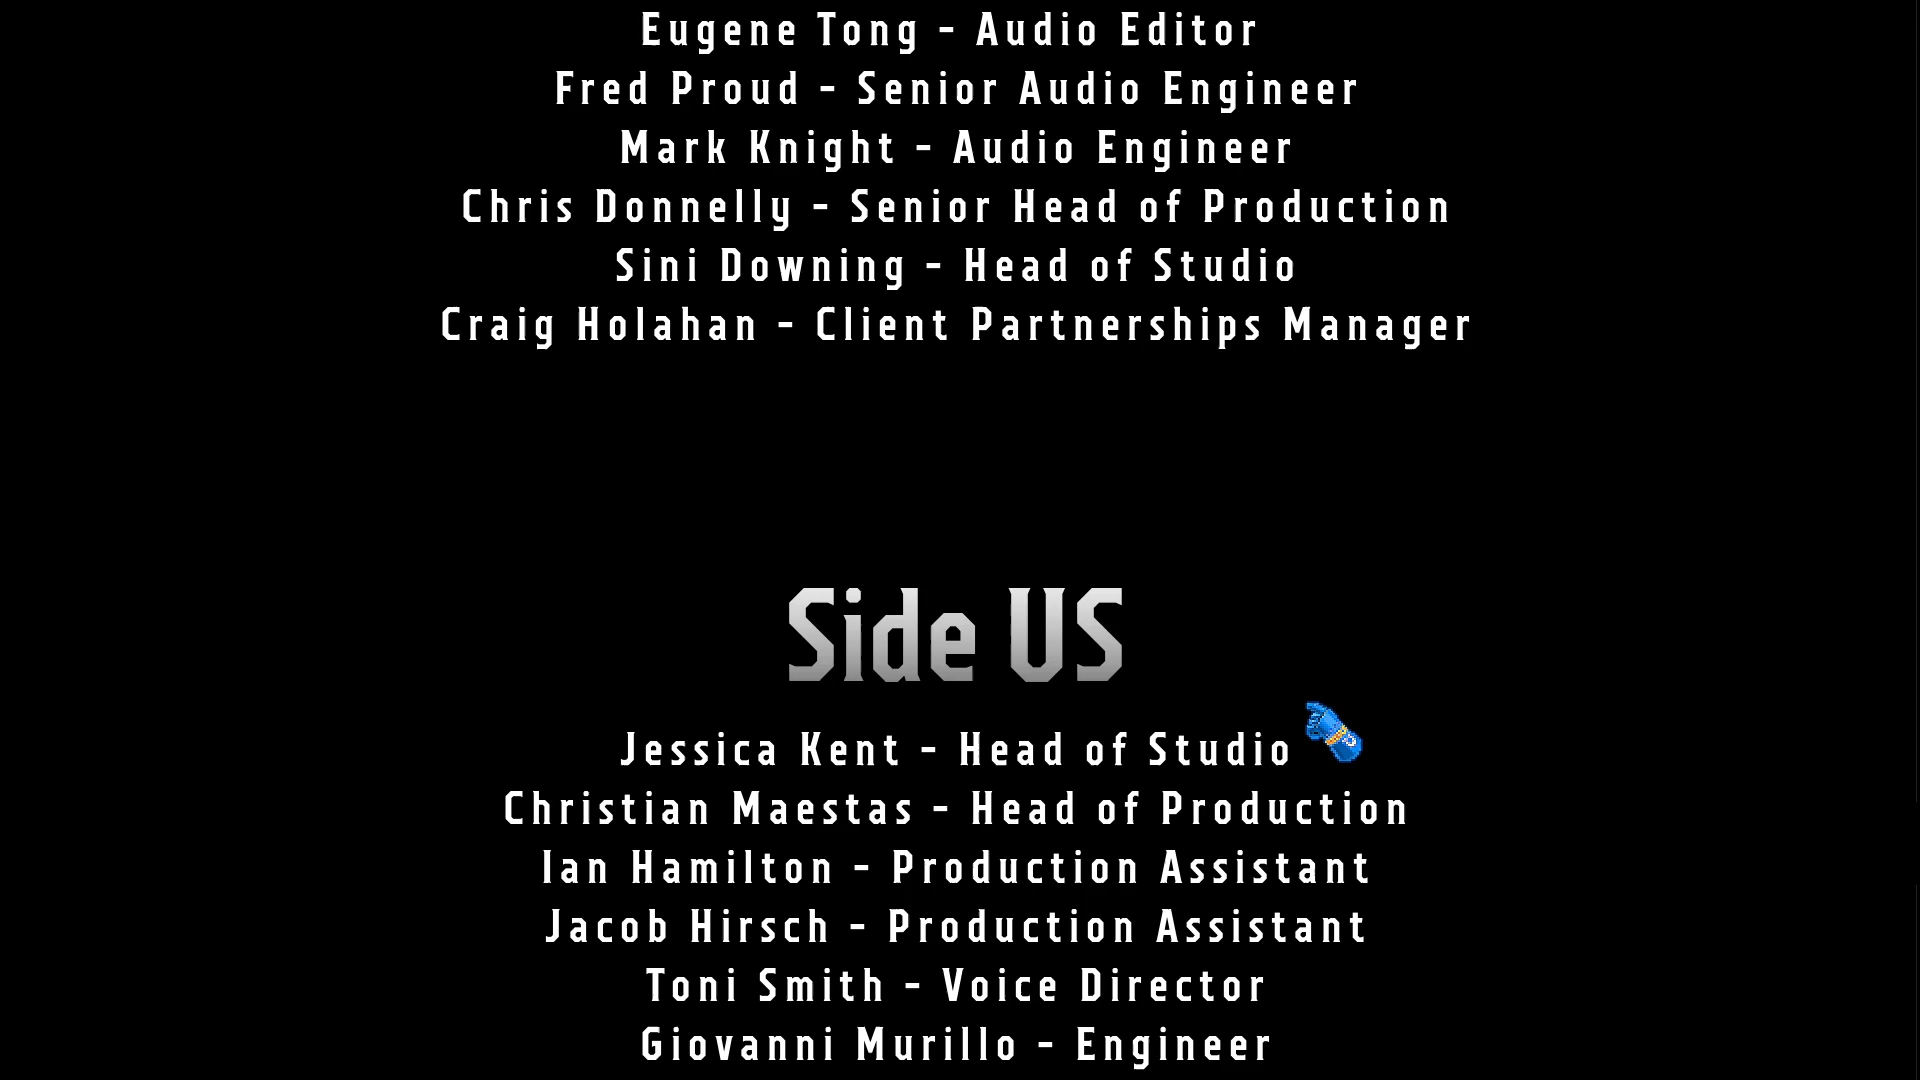 Eugene Tong - Audio Editor
Fred Proud - Senior Audio Engineer
Mark Knight - Audio Engineer
Chris Donnelly - Senior Head of Production
Sini Downing - Head of Studio
Craig Holahan - Client Partnerships Manager
Side US
Jessica Kent - Head of Studio
Christian Maestas - Head of Production
Ian Hamilton - Production Assistant
Jacob Hirsch - Production Assistant
Toni Smith - Voice Director
Giovanni Murillo - Engineer